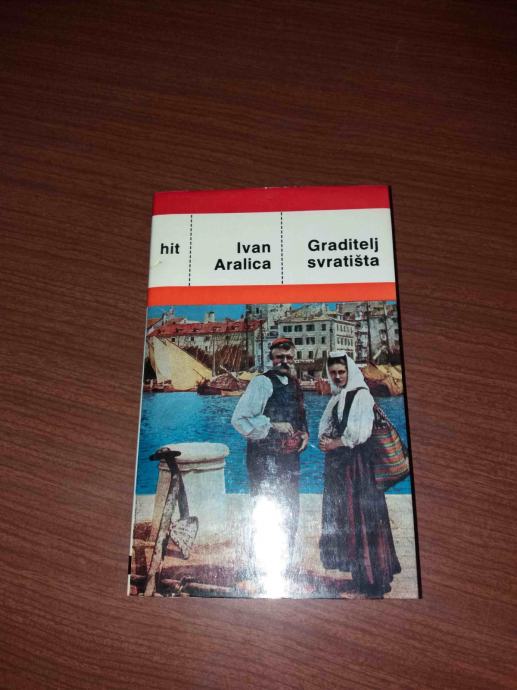 hit
Ivan
Aralica
Graditelj
svratišta